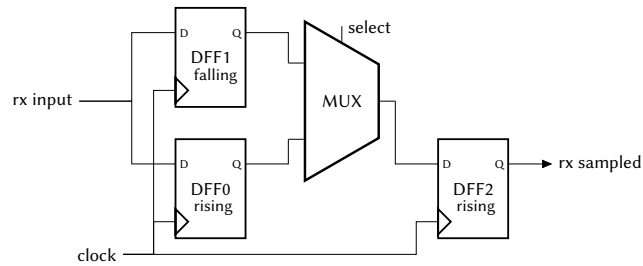 select
D
Q
DFF1
falling
rx input
MUX
D
Q
DFF0
rising
D
Q
DFF2
rising
rx sampled
clock